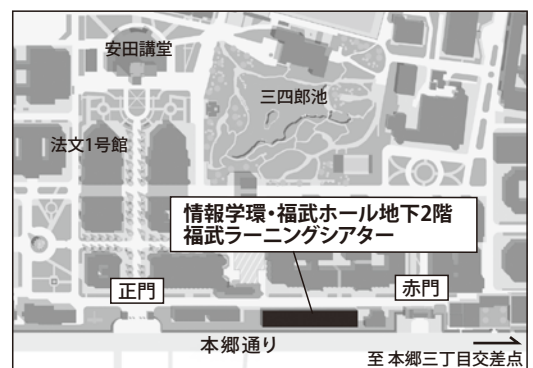 安田講堂
三四郎池
法文1号館
情報学環・福武ホール地下2階
福武ラーニングシアター
正門
赤門
本郷通り
至 本郷三丁目交差点